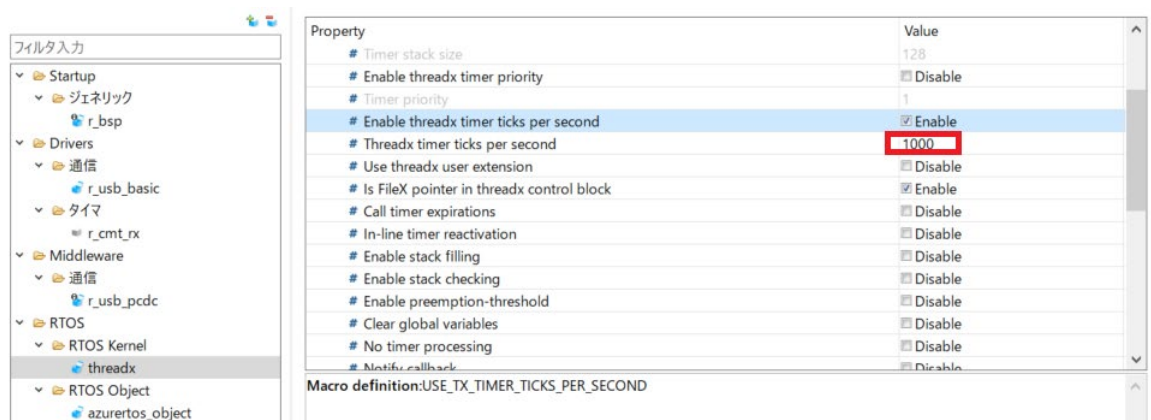 フィルタ入力
Startup
ジェネリック
r_bsp
Drivers
通信
r_usb_basic
タイマ
r_cmt_rx
Middleware
通信
r_usb_pcdc
RTOS
RTOS Kernel
threadx
RTOS Object
azurertos_object
Property Value
# Timer stack size 128
# Enable threadx timer priority Disable
# Timer priority 1
# Enable threadx timer ticks per second Enable
# Threadx timer ticks per second 1000
# Use threadx user extension Disable
# Is FileX pointer in threadx control block Enable
# Call timer expirations Disable
# In-line timer reactivation Disable
# Enable stack filling Disable
# Enable stack checking Disable
# Enable preemption-threshold Disable
# Clear global variables Disable
# No timer processing Disable
# Notify callback Disable
Macro definition:USE_TX_TIMER_TICKS_PER_SECOND